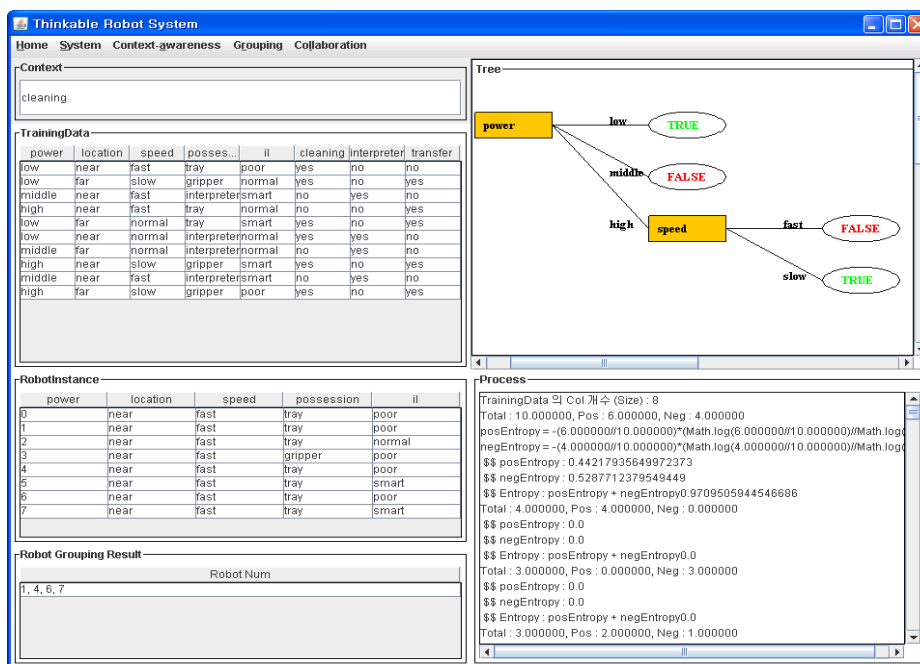 Thinkable Robot System
Home System Context-awareness Grouping Collaboration
Context
cleaning
TrainingData
power location speed posses... il cleaning interpreter transfer
low near fast tray poor yes no no
low far slow gripper normal yes no yes
middle near fast interpreter smart no yes no
high near fast tray normal no no yes
low far normal tray smart yes no yes
low near normal interpreter normal yes yes no
middle far normal interpreter normal no yes no
high near slow gripper smart yes no yes
middle near fast interpreter smart no yes no
high far slow gripper poor yes no yes
RobotInstance
power location speed possession il
0 near fast tray poor
1 near fast tray poor
2 near fast tray normal
3 near fast gripper poor
4 near fast tray poor
5 near fast tray smart
6 near fast tray poor
7 near fast tray smart
Robot Grouping Result
Robot Num
1, 4, 6, 7
Tree
power
low
TRUE
middle
FALSE
high
speed
fast
FALSE
slow
TRUE
Process
TrainingData 의 Col 개수 (Size) : 8
Total : 10.000000, Pos : 6.000000, Neg : 4.000000
posEntropy = -(6.000000//10.000000)*(Math.log(6.000000//10.000000)//Math.log(
negEntropy = -(4.000000//10.000000)*(Math.log(4.000000//10.000000)//Math.log(
$$ posEntropy : 0.44217935649972373
$$ negEntropy : 0.5287712379549449
$$ Entropy : posEntropy + negEntropy0.9709505944546686
Total : 4.000000, Pos : 4.000000, Neg : 0.000000
$$ posEntropy : 0.0
$$ negEntropy : 0.0
$$ Entropy : posEntropy + negEntropy0.0
Total : 3.000000, Pos : 0.000000, Neg : 3.000000
$$ posEntropy : 0.0
$$ negEntropy : 0.0
$$ Entropy : posEntropy + negEntropy0.0
Total : 3.000000, Pos : 2.000000, Neg : 1.000000